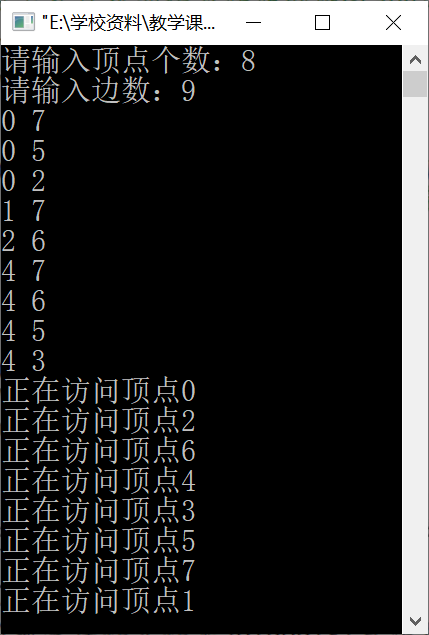 "E:\学校资料\教学课...
请输入顶点个数：8
请输入边数：9
0 7
0 5
0 2
1 7
2 6
4 7
4 6
4 5
4 3
正在访问顶点0
正在访问顶点2
正在访问顶点6
正在访问顶点4
正在访问顶点3
正在访问顶点5
正在访问顶点7
正在访问顶点1